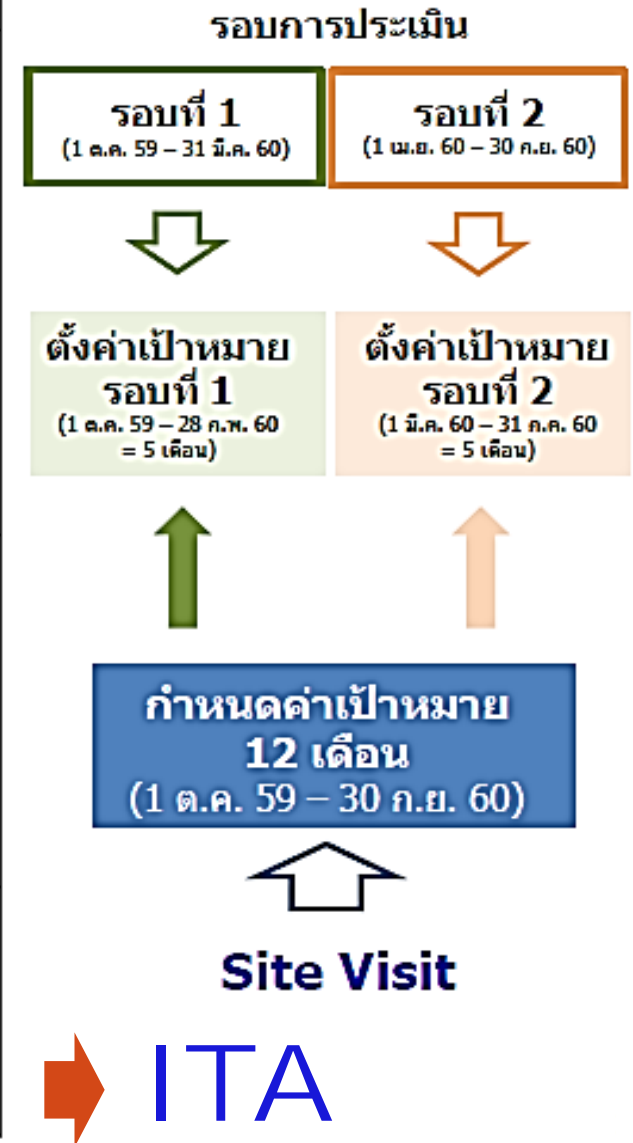 รอบการประเมิน
รอบที่ 1
(1 ต.ค. 59 – 31 มี.ค. 60)
รอบที่ 2
(1 เม.ย. 60 – 30 ก.ย. 60)
ตั้งค่าเป้าหมาย
รอบที่ 1
(1 ต.ค. 59 – 28 ก.พ. 60
= 5 เดือน)
ตั้งค่าเป้าหมาย
รอบที่ 2
(1 มี.ค. 60 – 31 ก.ค. 60
= 5 เดือน)
กำหนดค่าเป้าหมาย
12 เดือน
(1 ต.ค. 59 – 30 ก.ย. 60)
Site Visit
ITA